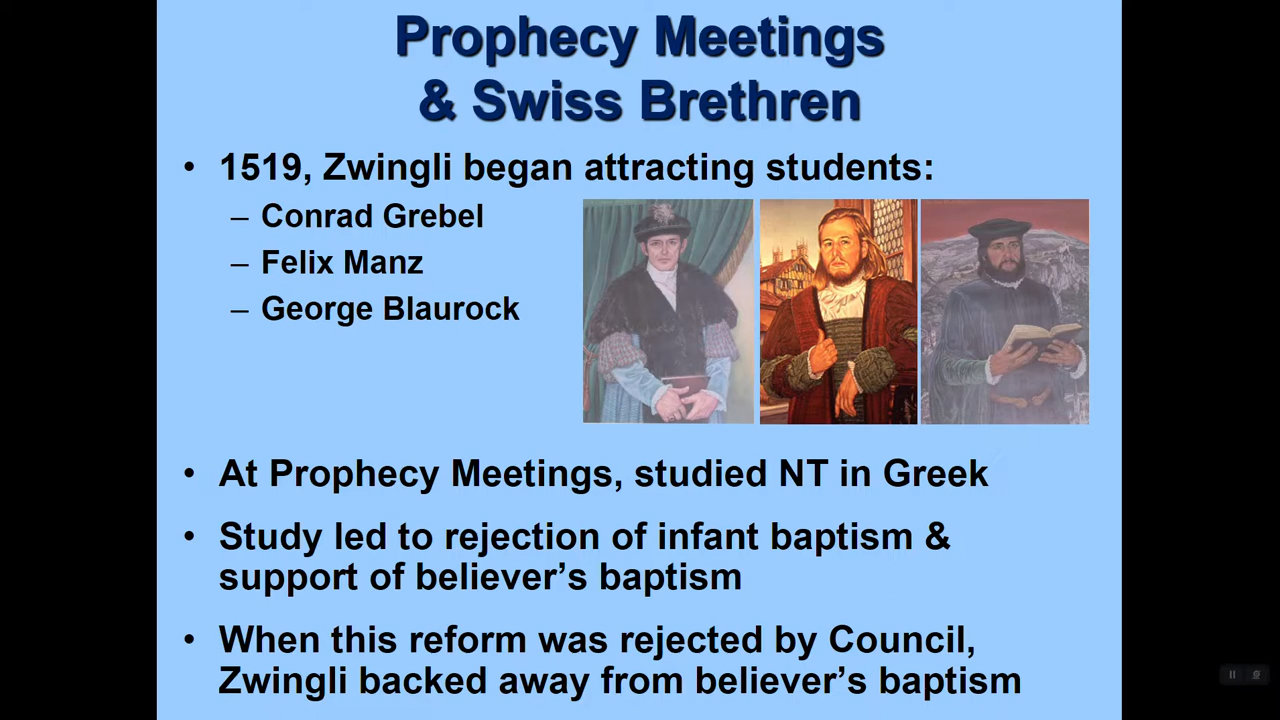 Prophecy Meetings
& Swiss Brethren
• 1519, Zwingli began attracting students:
– Conrad Grebel
– Felix Manz
– George Blaurock
• At Prophecy Meetings, studied NT in Greek
• Study led to rejection of infant baptism &
support of believer’s baptism
• When this reform was rejected by Council,
Zwingli backed away from believer’s baptism